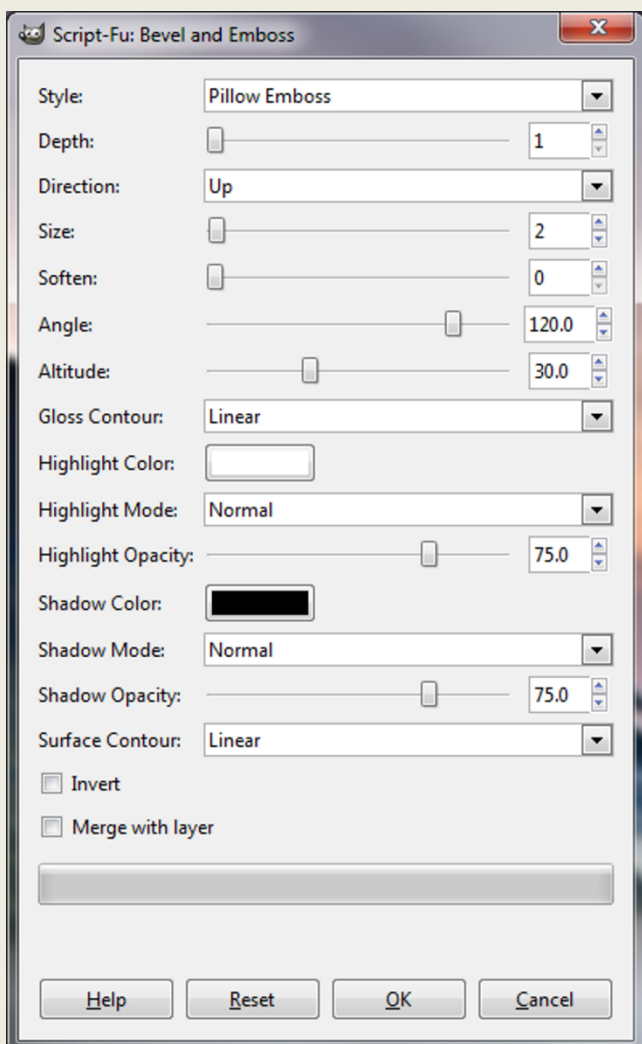 Script-Fu: Bevel and Emboss
Style: Pillow Emboss
Depth: 1
Direction: Up
Size: 2
Soften: 0
Angle: 120.0
Altitude: 30.0
Gloss Contour: Linear
Highlight Color:
Highlight Mode: Normal
Highlight Opacity: 75.0
Shadow Color:
Shadow Mode: Normal
Shadow Opacity: 75.0
Surface Contour: Linear
Invert
Merge with layer
Help Reset OK Cancel